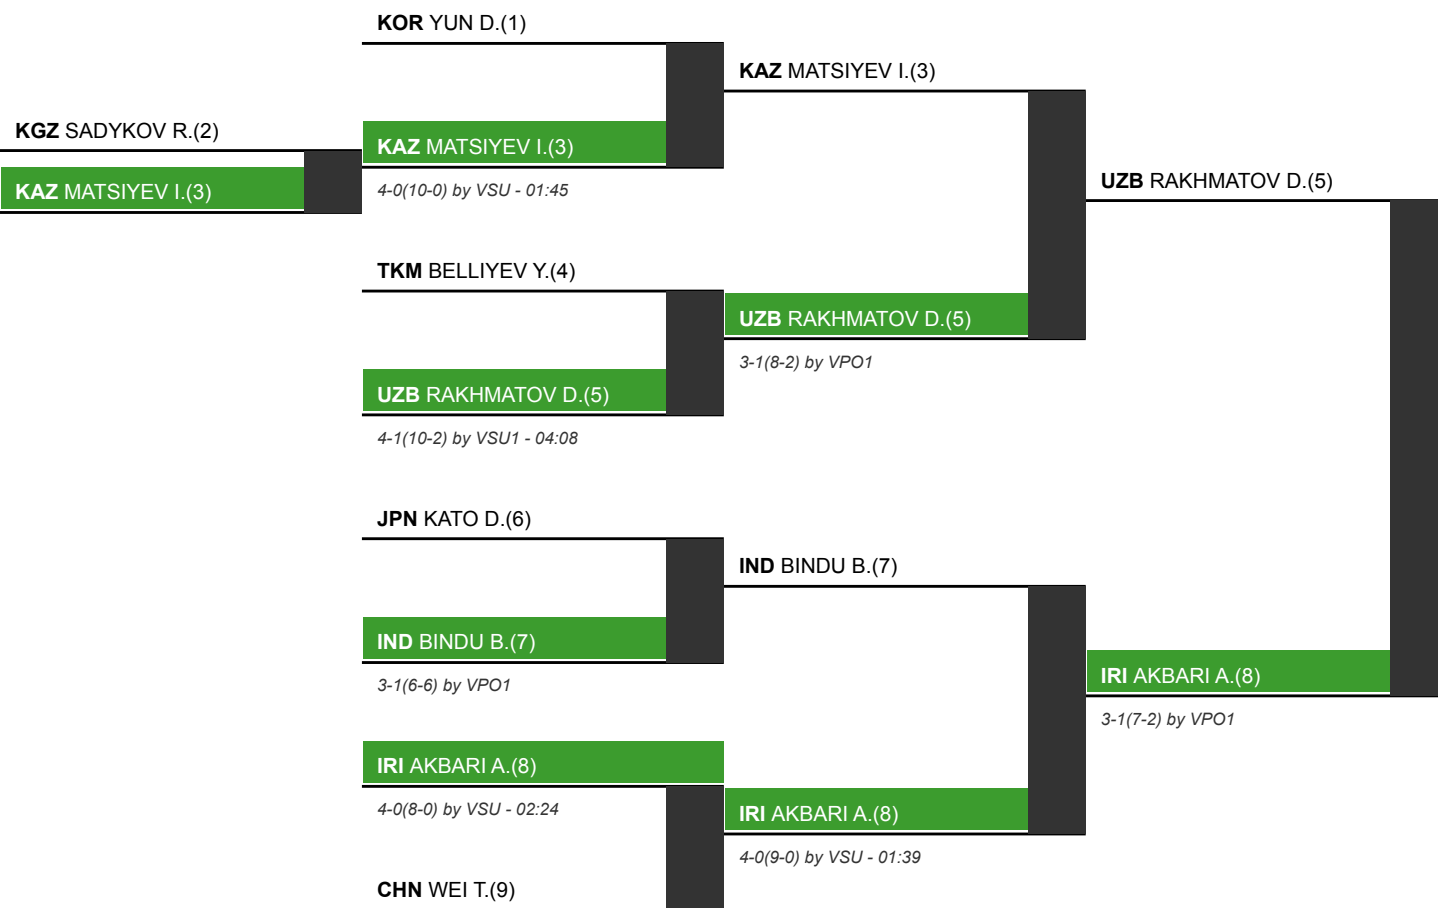 KGZ SADYKOV R.(2)
KAZ MATSIYEV I.(3)
KOR YUN D.(1)
KAZ MATSIYEV I.(3)
4-0(10-0) by VSU - 01:45
TKM BELLIYEV Y.(4)
UZB RAKHMATOV D.(5)
4-1(10-2) by VSU1 - 04:08
JPN KATO D.(6)
IND BINDU B.(7)
3-1(6-6) by VPO1
IRI AKBARI A.(8)
4-0(8-0) by VSU - 02:24
CHN WEI T.(9)
KAZ MATSIYEV I.(3)
UZB RAKHMATOV D.(5)
3-1(8-2) by VPO1
IND BINDU B.(7)
IRI AKBARI A.(8)
4-0(9-0) by VSU - 01:39
UZB RAKHMATOV D.(5)
IRI AKBARI A.(8)
3-1(7-2) by VPO1